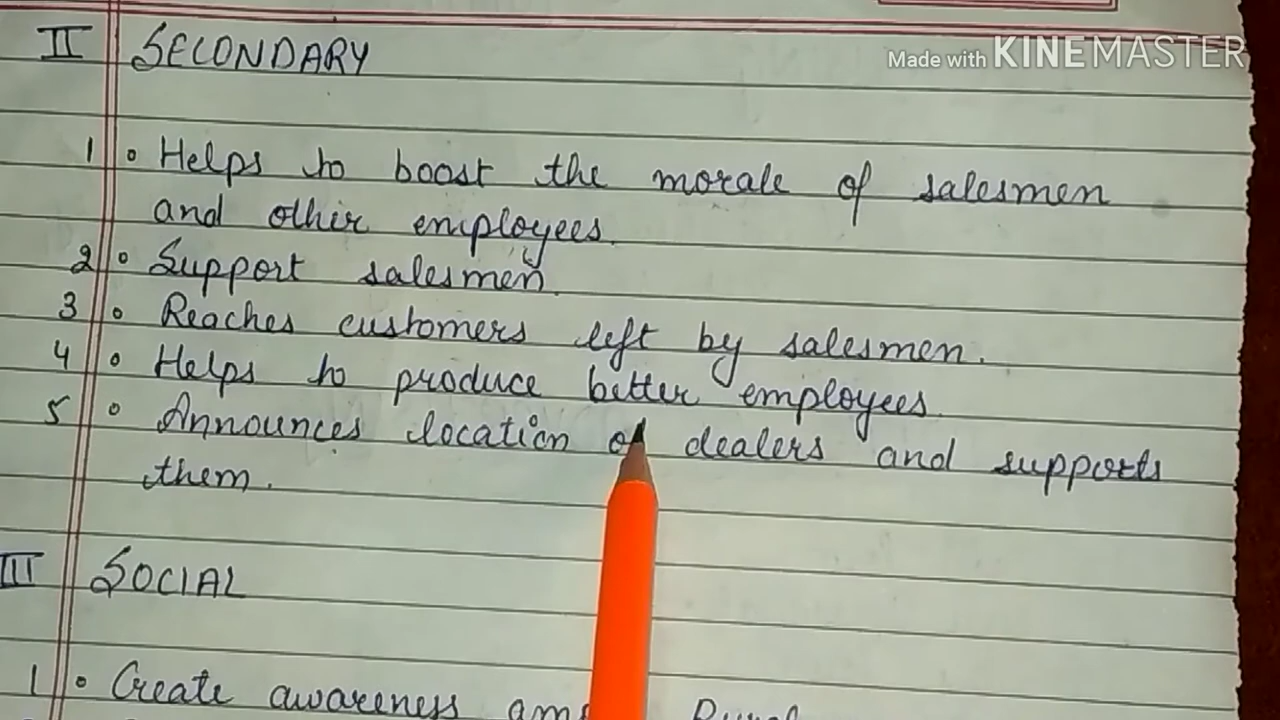 Made with KINEMASTER
II SECONDARY
1 • Helps to boost the morale of salesmen
and other employees.
2 • Support salesmen.
3 • Reaches customers left by salesmen.
4 • Helps to produce better employees.
5 • Announces location of dealers and supports
them.
III SOCIAL
1 • Create awareness